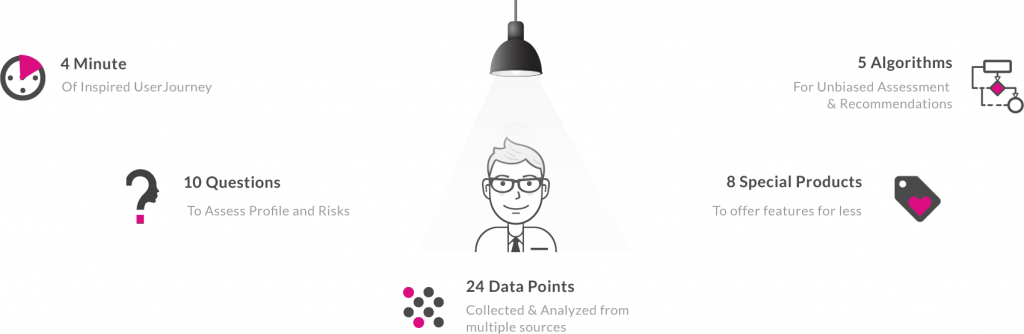 4 Minute
Of Inspired UserJourney
5 Algorithms
For Unbiased Assessment
& Recommendations
10 Questions
To Assess Profile and Risks
8 Special Products
To offer features for less
24 Data Points
Collected & Analyzed from
multiple sources